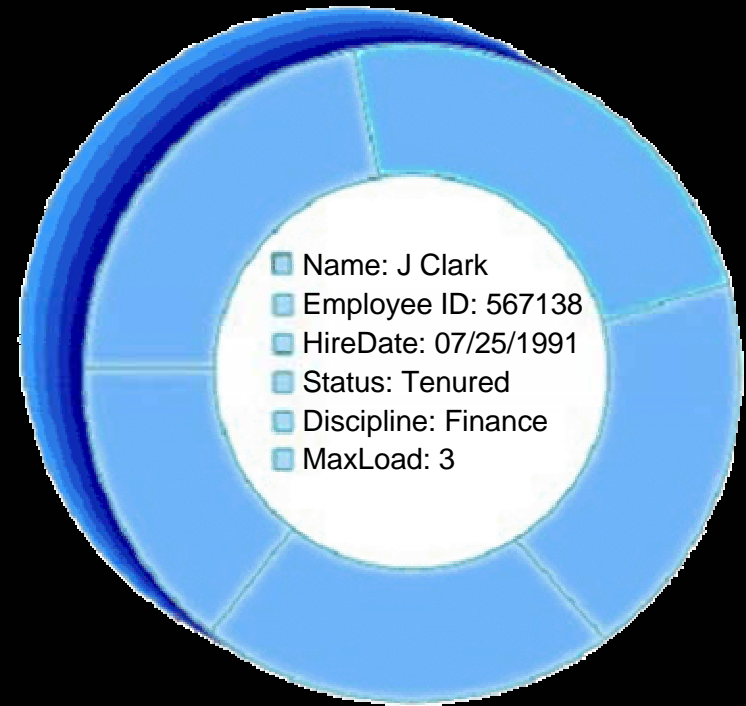 Name: J Clark
Employee ID: 567138
HireDate: 07/25/1991
Status: Tenured
Discipline: Finance
MaxLoad: 3